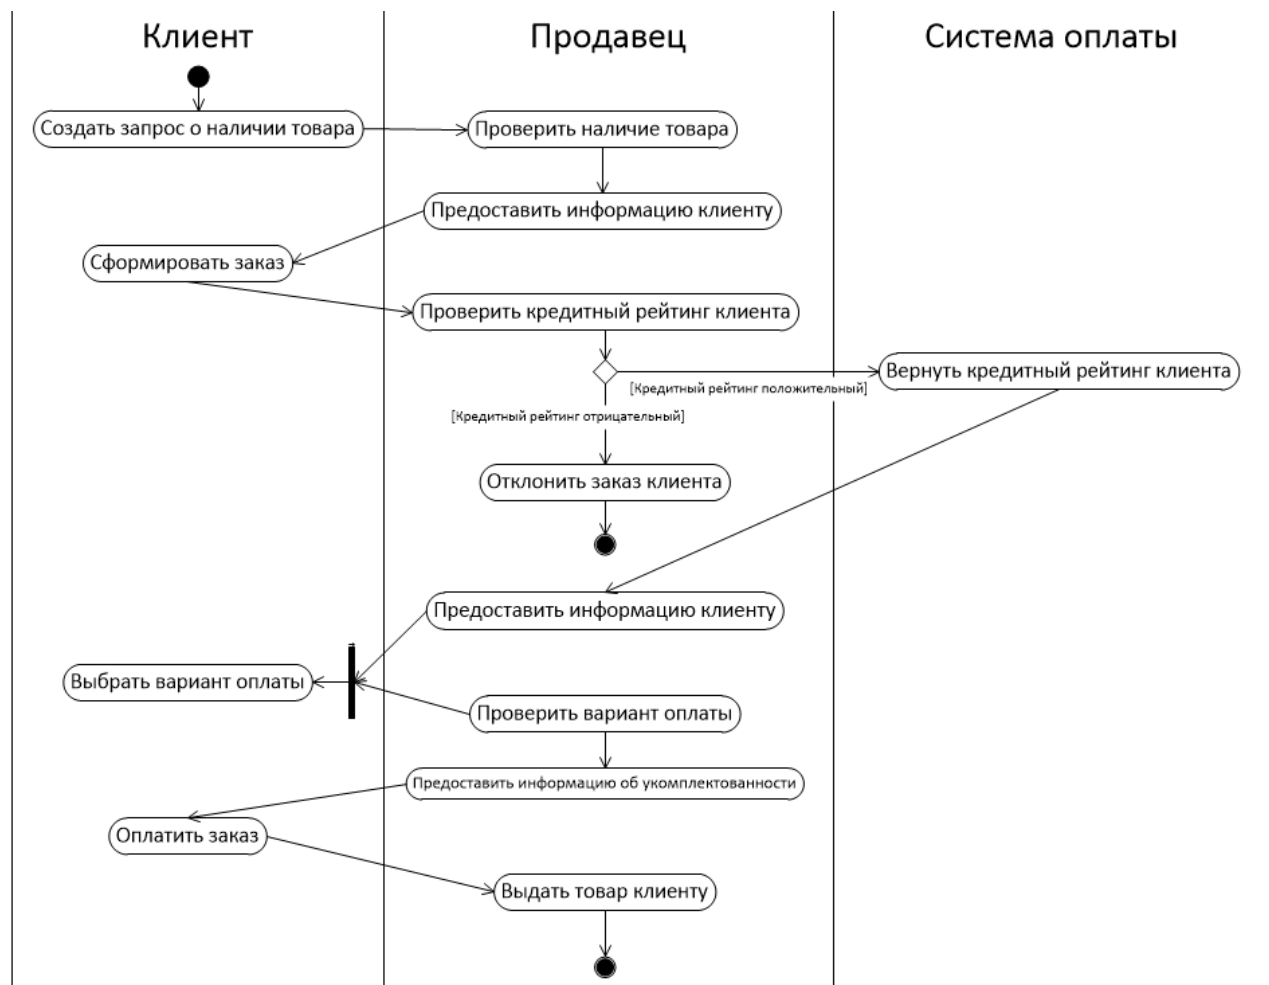 Клиент
Продавец
Система оплаты
Создать запрос о наличии товара
Проверить наличие товара
Предоставить информацию клиенту
Сформировать заказ
Проверить кредитный рейтинг клиента
Вернуть кредитный рейтинг клиента
[Кредитный рейтинг положительный]
[Кредитный рейтинг отрицательный]
Отклонить заказ клиента
Предоставить информацию клиенту
Выбрать вариант оплаты
Проверить вариант оплаты
Предоставить информацию об укомплектованности
Оплатить заказ
Выдать товар клиенту